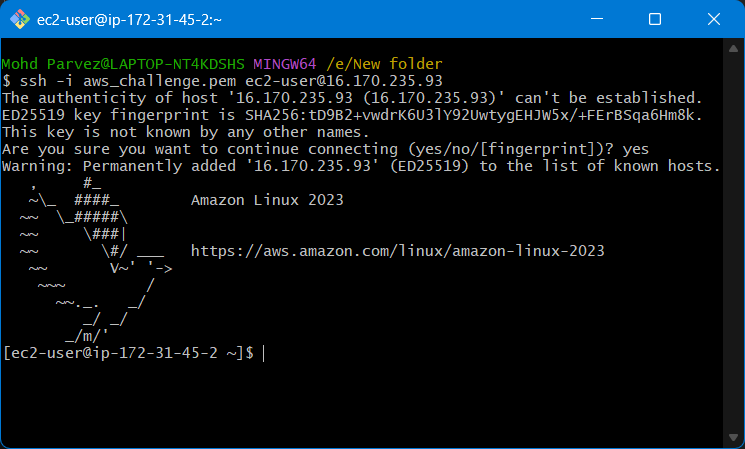 ec2-user@ip-172-31-45-2:~
Mohd Parvez@LAPTOP-NT4KDSHS MINGW64 /e/New folder
$ ssh -i aws_challenge.pem ec2-user@16.170.235.93
The authenticity of host '16.170.235.93 (16.170.235.93)' can't be established.
ED25519 key fingerprint is SHA256:tD9B2+vwdrK6U3lY92UwtygEHJW5x/+FErBSqa6Hm8k.
This key is not known by any other names.
Are you sure you want to continue connecting (yes/no/[fingerprint])? yes
Warning: Permanently added '16.170.235.93' (ED25519) to the list of known hosts.
   ,     #_
   ~\_  ####_        Amazon Linux 2023
  ~~  \_#####\
  ~~     \###|
  ~~       \#/ ___   https://aws.amazon.com/linux/amazon-linux-2023
   ~~       V~' '->
    ~~~         /
      ~~._.   _/
         _/ _/
       _/m/'
[ec2-user@ip-172-31-45-2 ~]$